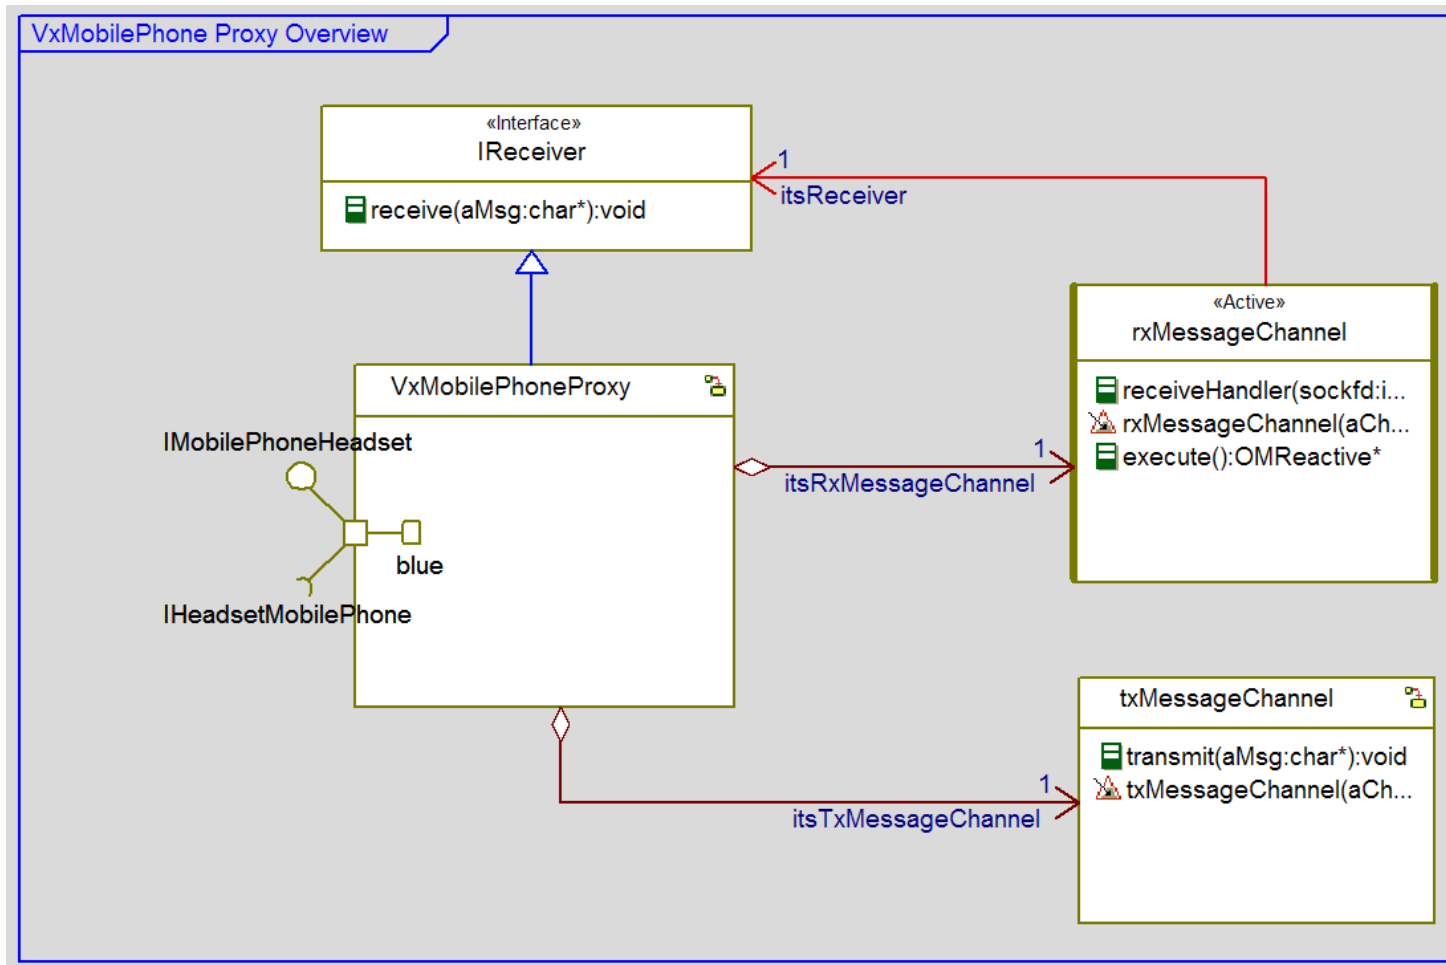 VxMobilePhone Proxy Overview
«Interface»
IReceiver
receive(aMsg:char*):void
1
itsReceiver
«Active»
rxMessageChannel
receiveHandler(sockfd:i...
rxMessageChannel(aCh...
execute():OMReactive*
VxMobilePhoneProxy
IMobilePhoneHeadset
blue
IHeadsetMobilePhone
1
itsRxMessageChannel
txMessageChannel
transmit(aMsg:char*):void
txMessageChannel(aCh...
1
itsTxMessageChannel